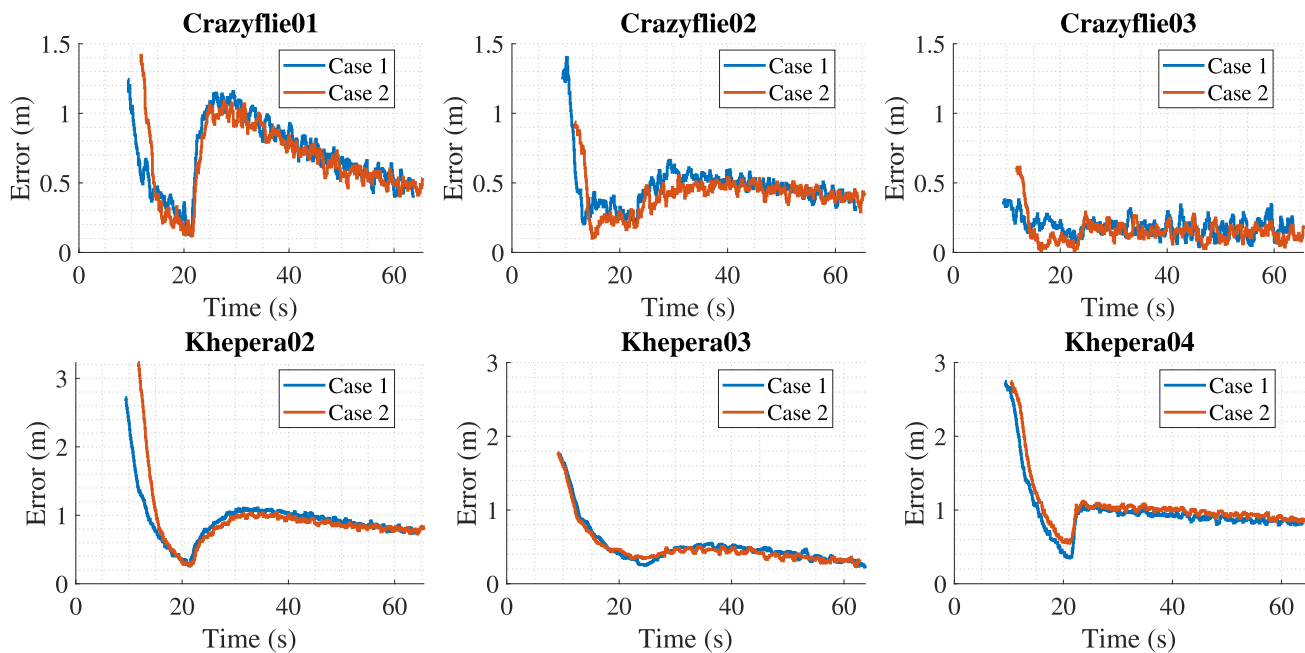 Crazyflie01
1.5
1
0.5
0
Error (m)
Case 1
Case 2
0 20 40 60
Time (s)
Crazyflie02
1.5
1
0.5
0
Error (m)
Case 1
Case 2
0 20 40 60
Time (s)
Crazyflie03
1.5
1
0.5
0
Error (m)
Case 1
Case 2
0 20 40 60
Time (s)
Khepera02
3
2
1
0
Error (m)
Case 1
Case 2
0 20 40 60
Time (s)
Khepera03
3
2
1
0
Error (m)
Case 1
Case 2
0 20 40 60
Time (s)
Khepera04
3
2
1
0
Error (m)
Case 1
Case 2
0 20 40 60
Time (s)